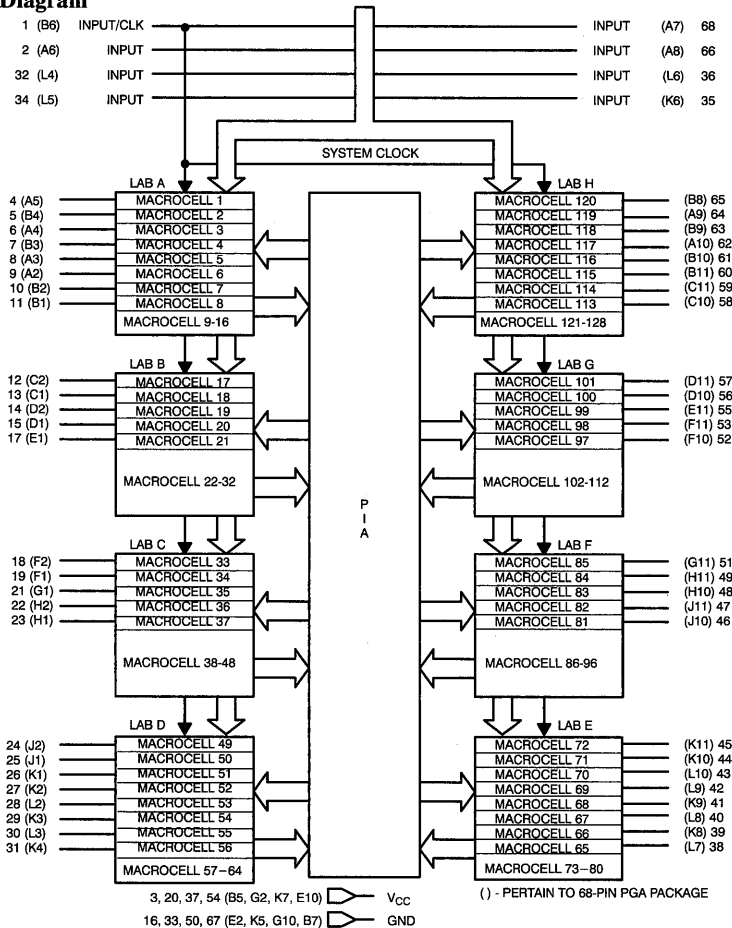 Diagram
1 (B6) INPUT/CLK INPUT (A7) 68
2 (A6) INPUT INPUT (A8) 66
32 (L4) INPUT INPUT (L6) 36
34 (L5) INPUT INPUT (K6) 35
SYSTEM CLOCK
LAB A
4 (A5) MACROCELL 1
5 (B4) MACROCELL 2
6 (A4) MACROCELL 3
7 (B3) MACROCELL 4
8 (A3) MACROCELL 5
9 (A2) MACROCELL 6
10 (B2) MACROCELL 7
11 (B1) MACROCELL 8
MACROCELL 9-16
LAB B
12 (C2) MACROCELL 17
13 (C1) MACROCELL 18
14 (D2) MACROCELL 19
15 (D1) MACROCELL 20
17 (E1) MACROCELL 21
MACROCELL 22-32
LAB C
18 (F2) MACROCELL 33
19 (F1) MACROCELL 34
21 (G1) MACROCELL 35
22 (H2) MACROCELL 36
23 (H1) MACROCELL 37
MACROCELL 38-48
LAB D
24 (J2) MACROCELL 49
25 (J1) MACROCELL 50
26 (K1) MACROCELL 51
27 (K2) MACROCELL 52
28 (L2) MACROCELL 53
29 (K3) MACROCELL 54
30 (L3) MACROCELL 55
31 (K4) MACROCELL 56
MACROCELL 57-64
P
I
A
LAB H
MACROCELL 120 (B8) 65
MACROCELL 119 (A9) 64
MACROCELL 118 (B9) 63
MACROCELL 117 (A10) 62
MACROCELL 116 (B10) 61
MACROCELL 115 (B11) 60
MACROCELL 114 (C11) 59
MACROCELL 113 (C10) 58
MACROCELL 121-128
LAB G
MACROCELL 101 (D11) 57
MACROCELL 100 (D10) 56
MACROCELL 99 (E11) 55
MACROCELL 98 (F11) 53
MACROCELL 97 (F10) 52
MACROCELL 102-112
LAB F
MACROCELL 85 (G11) 51
MACROCELL 84 (H11) 49
MACROCELL 83 (H10) 48
MACROCELL 82 (J11) 47
MACROCELL 81 (J10) 46
MACROCELL 86-96
LAB E
MACROCELL 72 (K11) 45
MACROCELL 71 (K10) 44
MACROCELL 70 (L10) 43
MACROCELL 69 (L9) 42
MACROCELL 68 (K9) 41
MACROCELL 67 (L8) 40
MACROCELL 66 (K8) 39
MACROCELL 65 (L7) 38
MACROCELL 73-80
3, 20, 37, 54 (B5, G2, K7, E10) VCC
16, 33, 50, 67 (E2, K5, G10, B7) GND
( ) - PERTAIN TO 68-PIN PGA PACKAGE